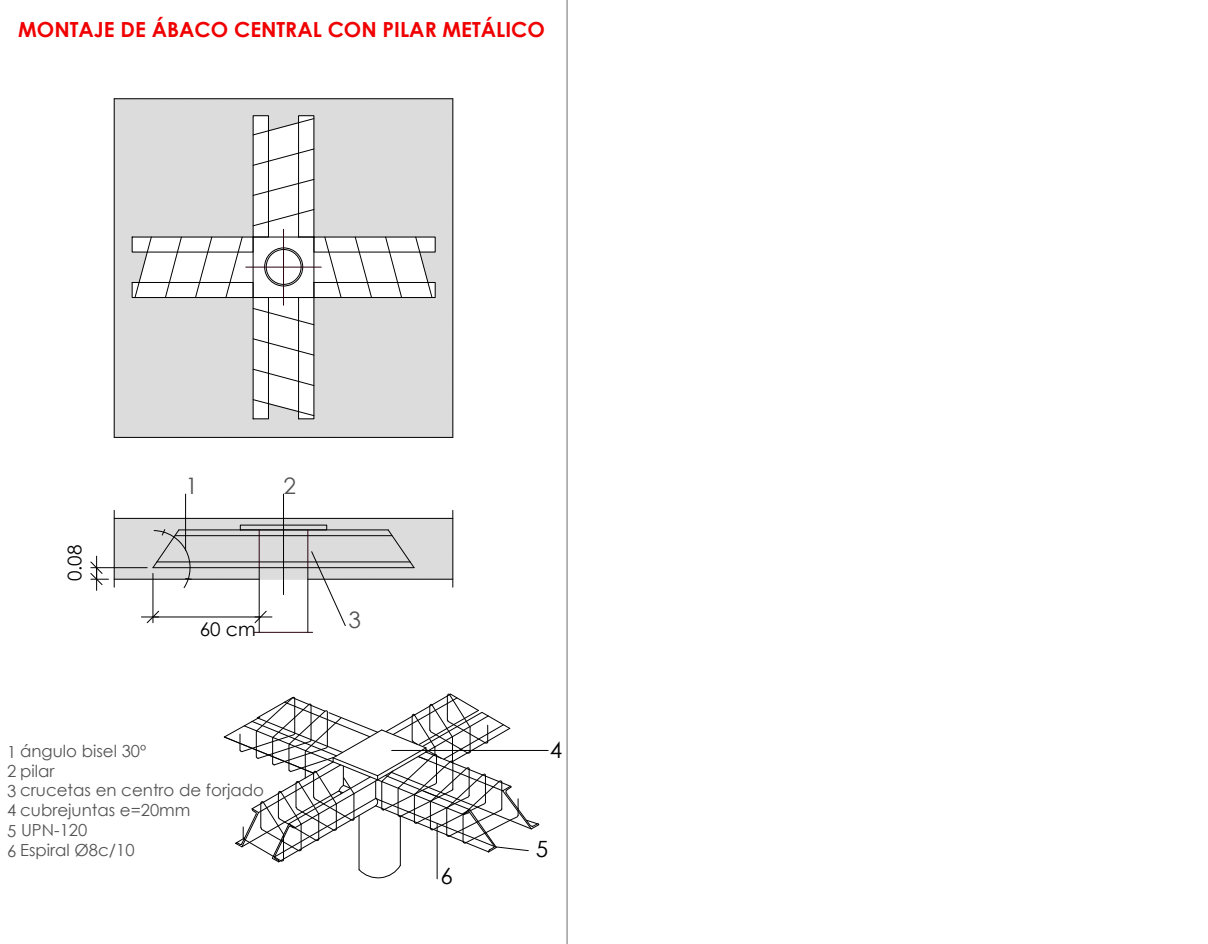 MONTAJE DE ÁBACO CENTRAL CON PILAR METÁLICO
1
2
0.08
60 cm
3
4
5
6
1 ángulo bisel 30º
2 pilar
3 crucetas en centro de forjado
4 cubrejuntas e=20mm
5 UPN-120
6 Espiral Ø8c/10